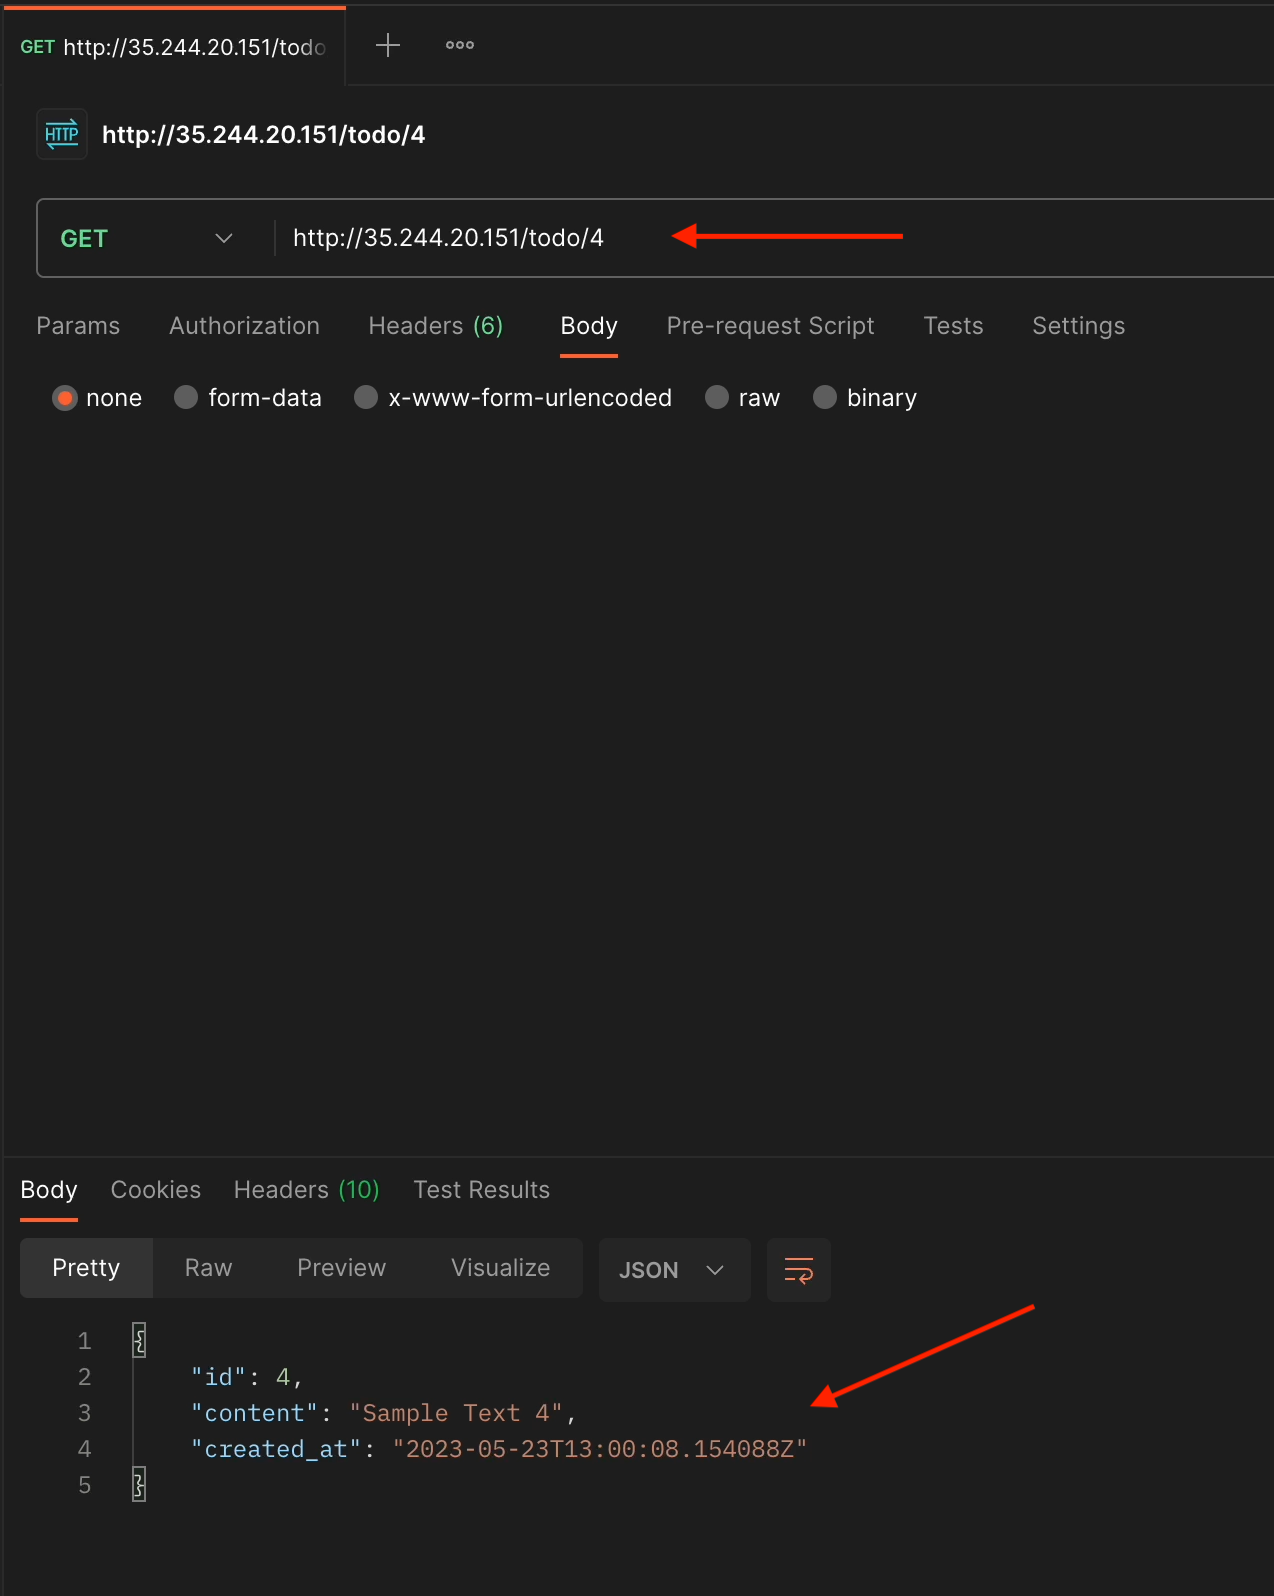 GET http://35.244.20.151/todo
HTTP http://35.244.20.151/todo/4
GET http://35.244.20.151/todo/4
Params Authorization Headers (6) Body Pre-request Script Tests Settings
none form-data x-www-form-urlencoded raw binary
Body Cookies Headers (10) Test Results
Pretty Raw Preview Visualize JSON
1 {
2 "id": 4,
3 "content": "Sample Text 4",
4 "created_at": "2023-05-23T13:00:08.154088Z"
5 }